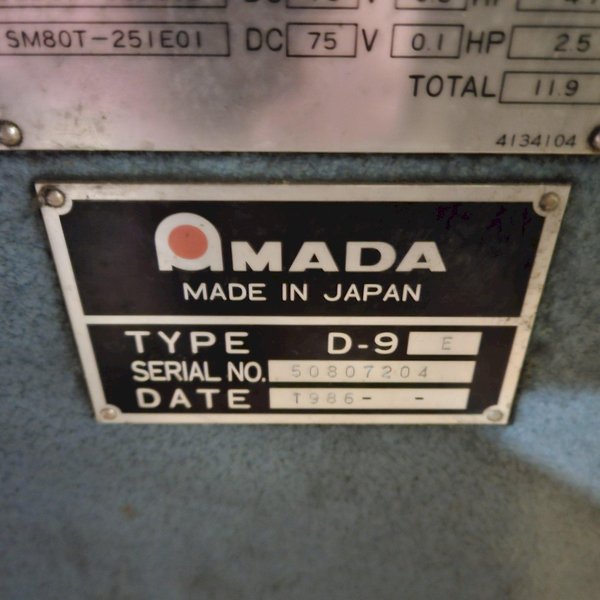 SM80T-251E01 DC 75 V 0.1 HP 2.5
TOTAL 11.9
4134104
AMADA
MADE IN JAPAN
TYPE D-9 E
SERIAL NO. 50807204
DATE 1986- -